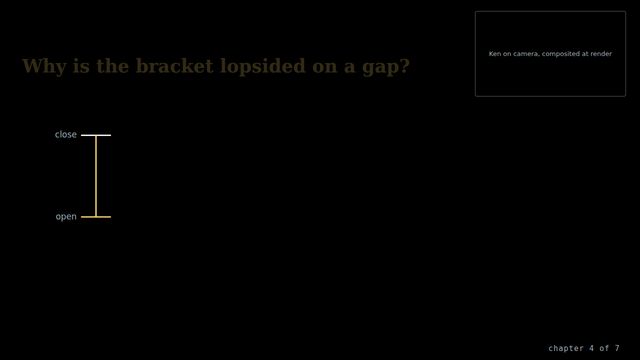 Ken on camera, composited at render
Why is the bracket lopsided on a gap?
close
open
chapter 4 of 7